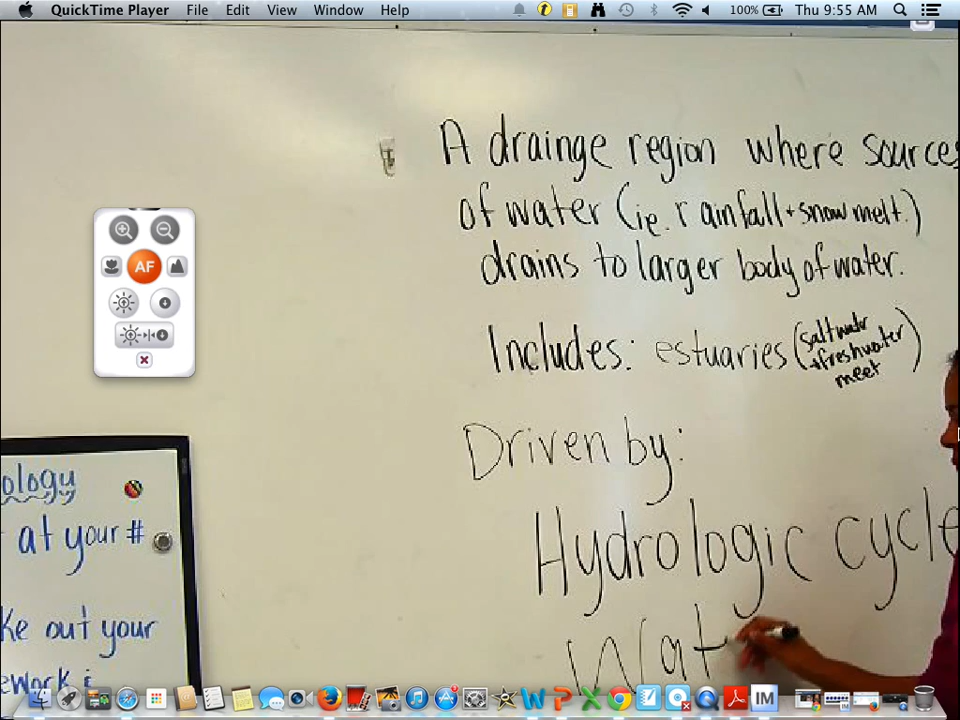 QuickTime Player File Edit View Window Help 100% Thu 9:55 AM
A drainge region where sources
of water (ie. rainfall + snow melt.)
drains to larger body of water.
AF
Includes: estuaries (saltwater
+freshwater
meet)
Driven by:
Hydrologic cycle
Wat
ology
at your #
ke out your
ework
IM